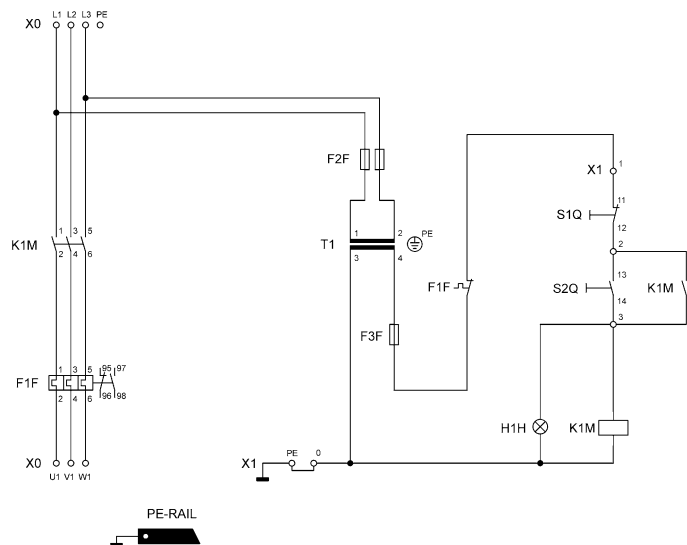 X0 L1 L2 L3 PE
F2F
X1 1
11
S1Q
12
1 3 5
K1M
2 4 6
1 2
T1 PE
3 4
2
13
F1F S2Q K1M
14
F3F
3
1 3 5 95 97
F1F
2 4 6 96 98
H1H K1M
X0
U1 V1 W1
X1 PE 0
PE-RAIL